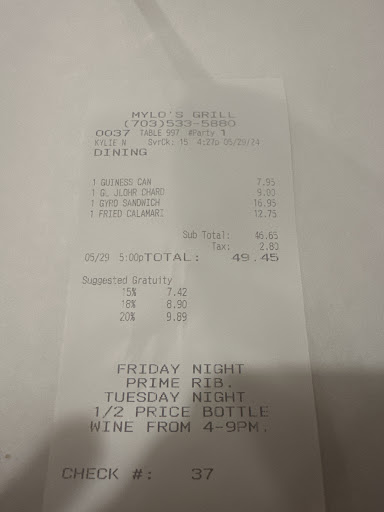 MYLO'S GRILL
(703)533-5880
0037 TABLE 997 #Party 1
KYLIE N SvrCk: 15 4:27p 05/29/24
DINING
1 GUINESS CAN 7.95
1 G. JLOHR CHARD 9.00
1 GYRO SANDWICH 16.95
1 FRIED CALAMARI 12.75
Sub Total: 46.65
Tax: 2.80
05/29 5:00pTOTAL: 49.45
Suggested Gratuity
15% 7.42
18% 8.90
20% 9.89
FRIDAY NIGHT
PRIME RIB.
TUESDAY NIGHT
1/2 PRICE BOTTLE
WINE FROM 4-9PM.
CHECK #: 37